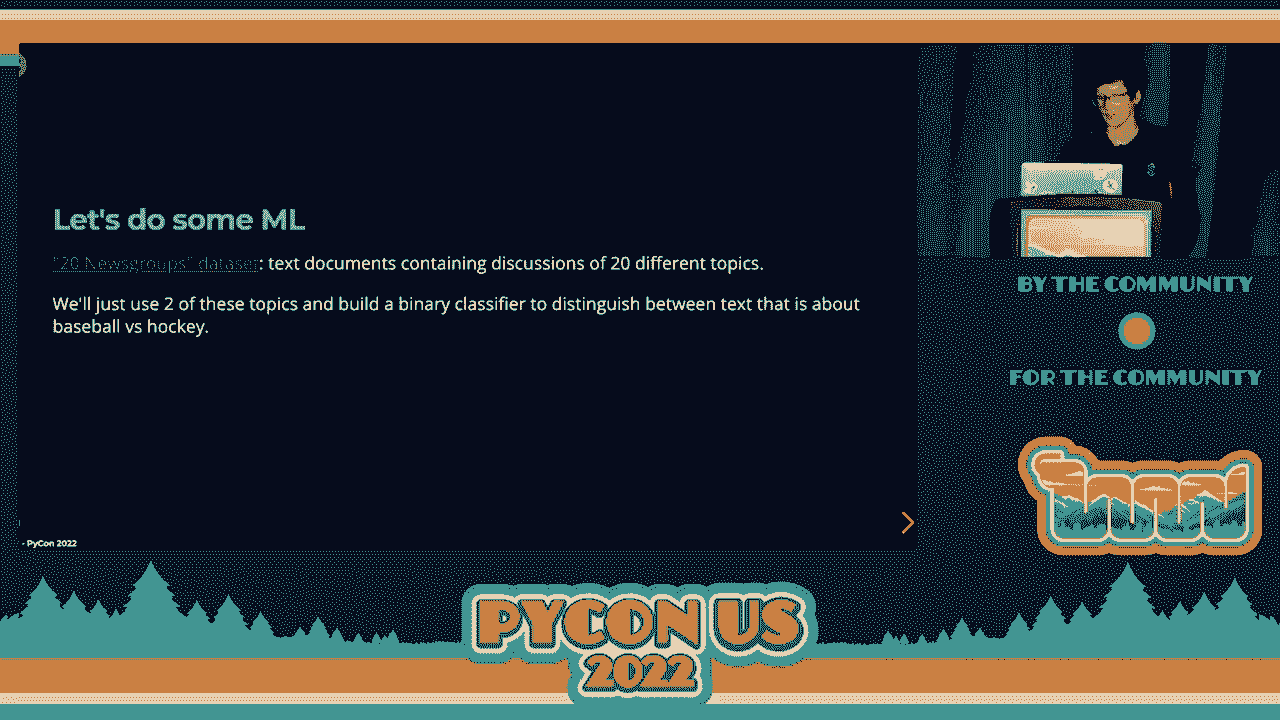 Let's do some ML
"20 Newsgroups" dataset: text documents containing discussions of 20 different topics.
We'll just use 2 of these topics and build a binary classifier to distinguish between text that is about
baseball vs hockey.
- PyCon 2022
BY THE COMMUNITY
FOR THE COMMUNITY
PYCON US
2022